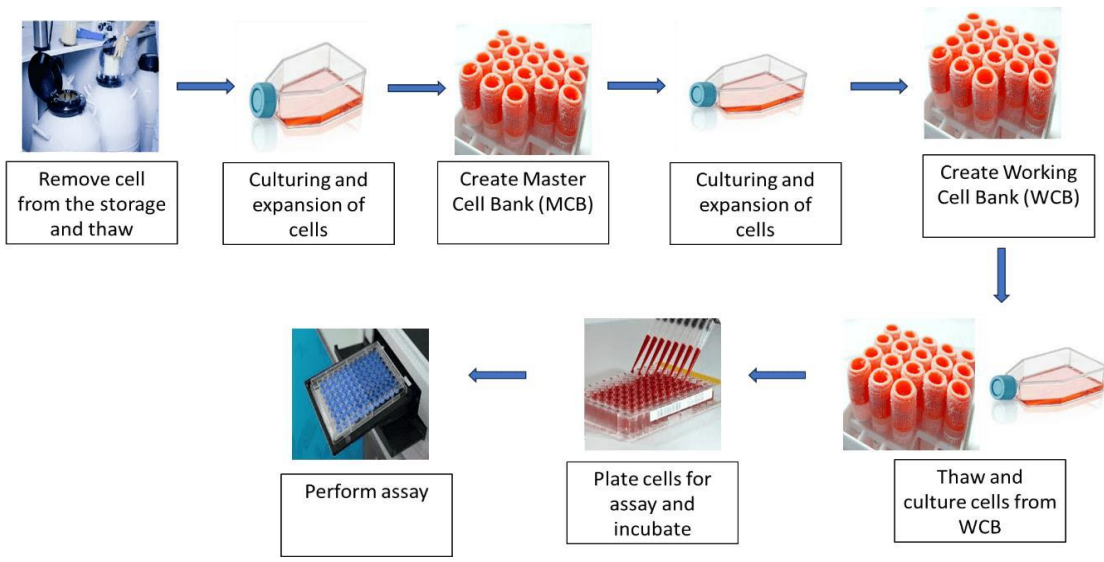 Remove cell
from the storage
and thaw
Culturing and
expansion of
cells
Create Master
Cell Bank (MCB)
Culturing and
expansion of
cells
Create Working
Cell Bank (WCB)
Thaw and
culture cells from
WCB
Plate cells for
assay and
incubate
Perform assay